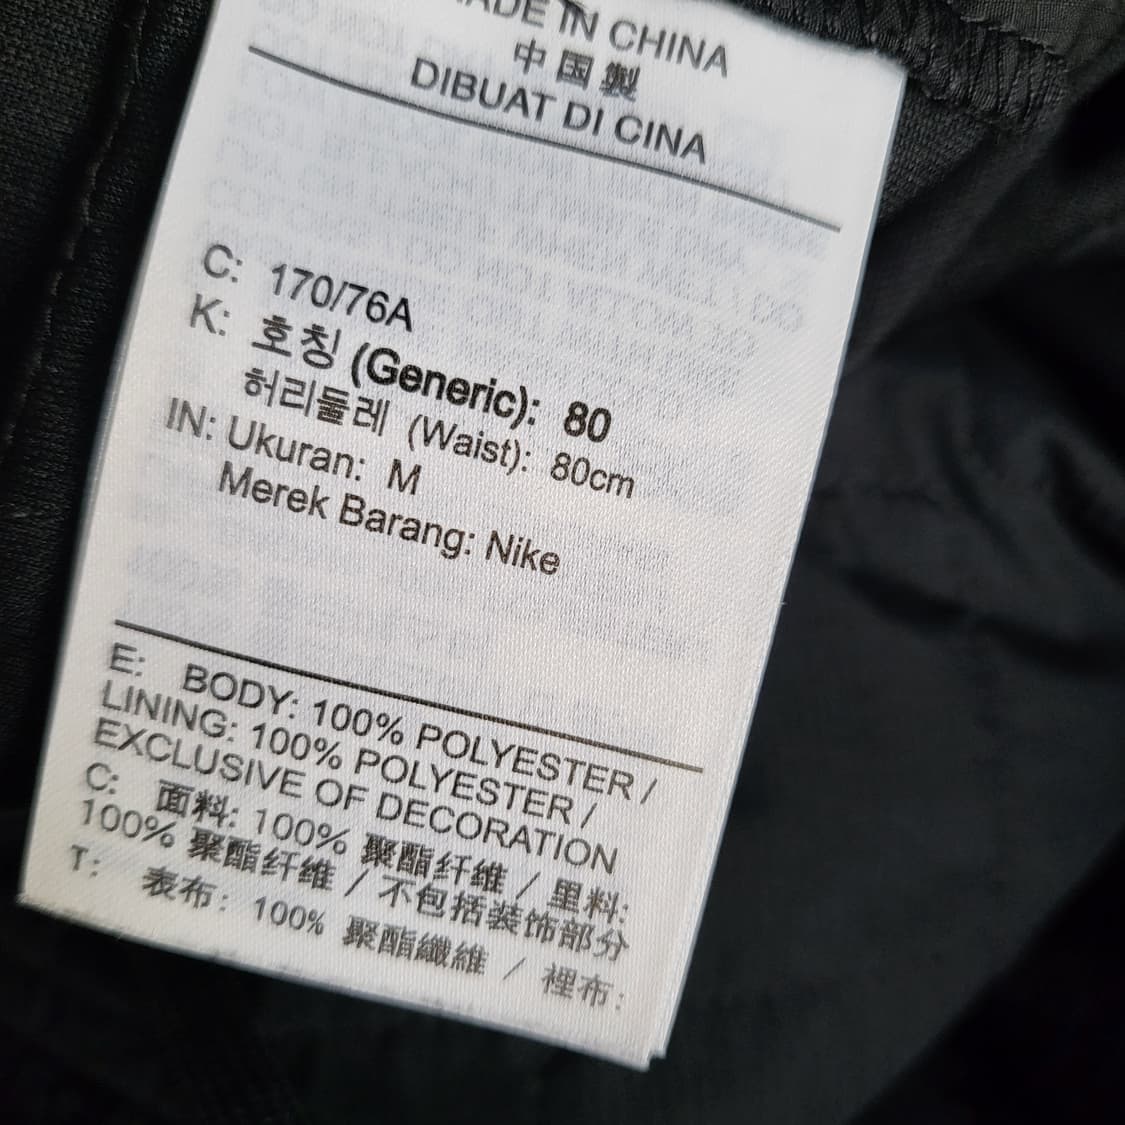 MADE IN CHINA
中国製
DIBUAT DI CINA
C: 170/76A
K: 호칭 (Generic): 80
허리둘레 (Waist): 80cm
IN: Ukuran: M
Merek Barang: Nike
E: BODY: 100% POLYESTER /
LINING: 100% POLYESTER /
EXCLUSIVE OF DECORATION
C: 面料: 100% 聚酯纤维 / 里料:
100% 聚酯纤维 / 不包括装饰部分
T: 表布: 100% 聚酯纖維 / 裡布: